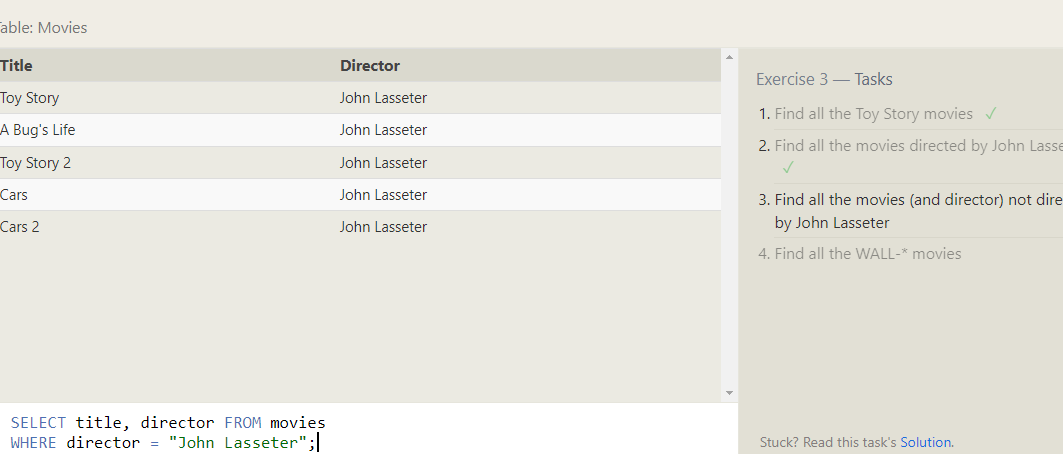 able: Movies
Title Director
Toy Story John Lasseter
A Bug's Life John Lasseter
Toy Story 2 John Lasseter
Cars John Lasseter
Cars 2 John Lasseter
SELECT title, director FROM movies
WHERE director = "John Lasseter";
Exercise 3 — Tasks
1. Find all the Toy Story movies ✓
2. Find all the movies directed by John Lasse
✓
3. Find all the movies (and director) not dire
by John Lasseter
4. Find all the WALL-* movies
Stuck? Read this task's Solution.